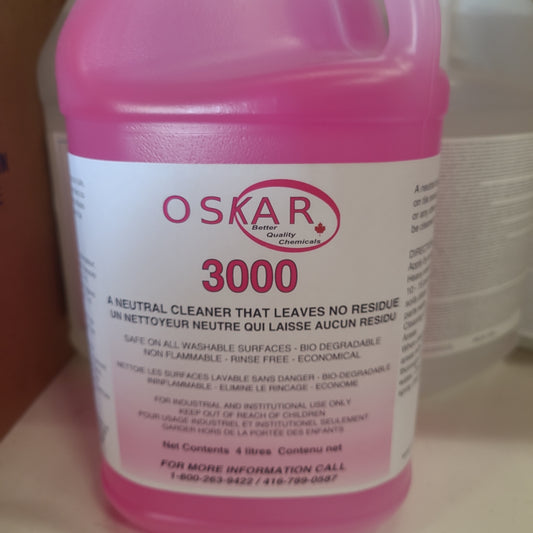 OSKAR
Better
Quality
Chemicals
3000
A NEUTRAL CLEANER THAT LEAVES NO RESIDUE
UN NETTOYEUR NEUTRE QUI LAISSE AUCUN RESIDU
SAFE ON ALL WASHABLE SURFACES - BIO DEGRADABLE
NON FLAMMABLE - RINSE FREE - ECONOMICAL
NETTOIE LES SURFACES LAVABLE SANS DANGER - BIO-DEGRADABLE
ININFLAMMABLE - ELIMINE LE RINCAGE - ECONOME
FOR INDUSTRIAL AND INSTITUTIONAL USE ONLY
KEEP OUT OF REACH OF CHILDREN
POUR USAGE INDUSTRIEL ET INSTITUTIONEL SEULEMENT
GARDER HORS DE LA PORTÉE DES ENFANTS
Net Contents 4 litres Contenu net
FOR MORE INFORMATION CALL
1-800-263-9422 / 416-789-0587